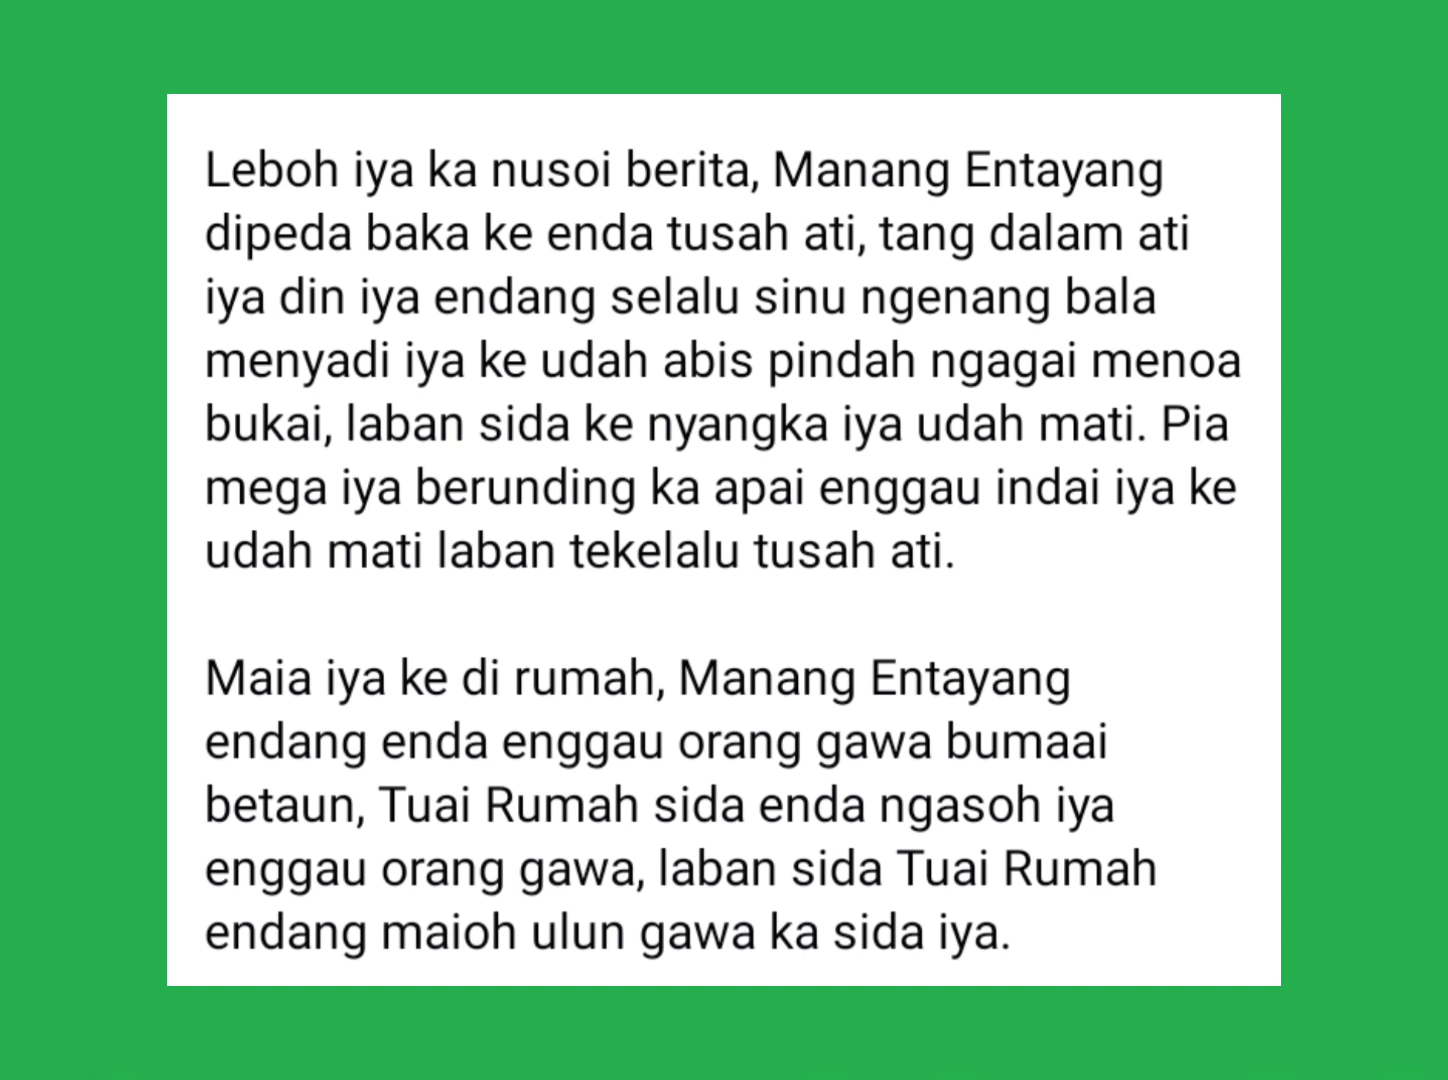 Leboh iya ka nusoi berita, Manang Entayang
dipeda baka ke enda tusah ati, tang dalam ati
iya din iya endang selalu sinu ngenang bala
menyadi iya ke udah abis pindah ngagai menoa
bukai, laban sida ke nyangka iya udah mati. Pia
mega iya berunding ka apai enggau indai iya ke
udah mati laban tekelalu tusah ati.
Maia iya ke di rumah, Manang Entayang
endang enda enggau orang gawa bumaai
betaun, Tuai Rumah sida enda ngasoh iya
enggau orang gawa, laban sida Tuai Rumah
endang maioh ulun gawa ka sida iya.